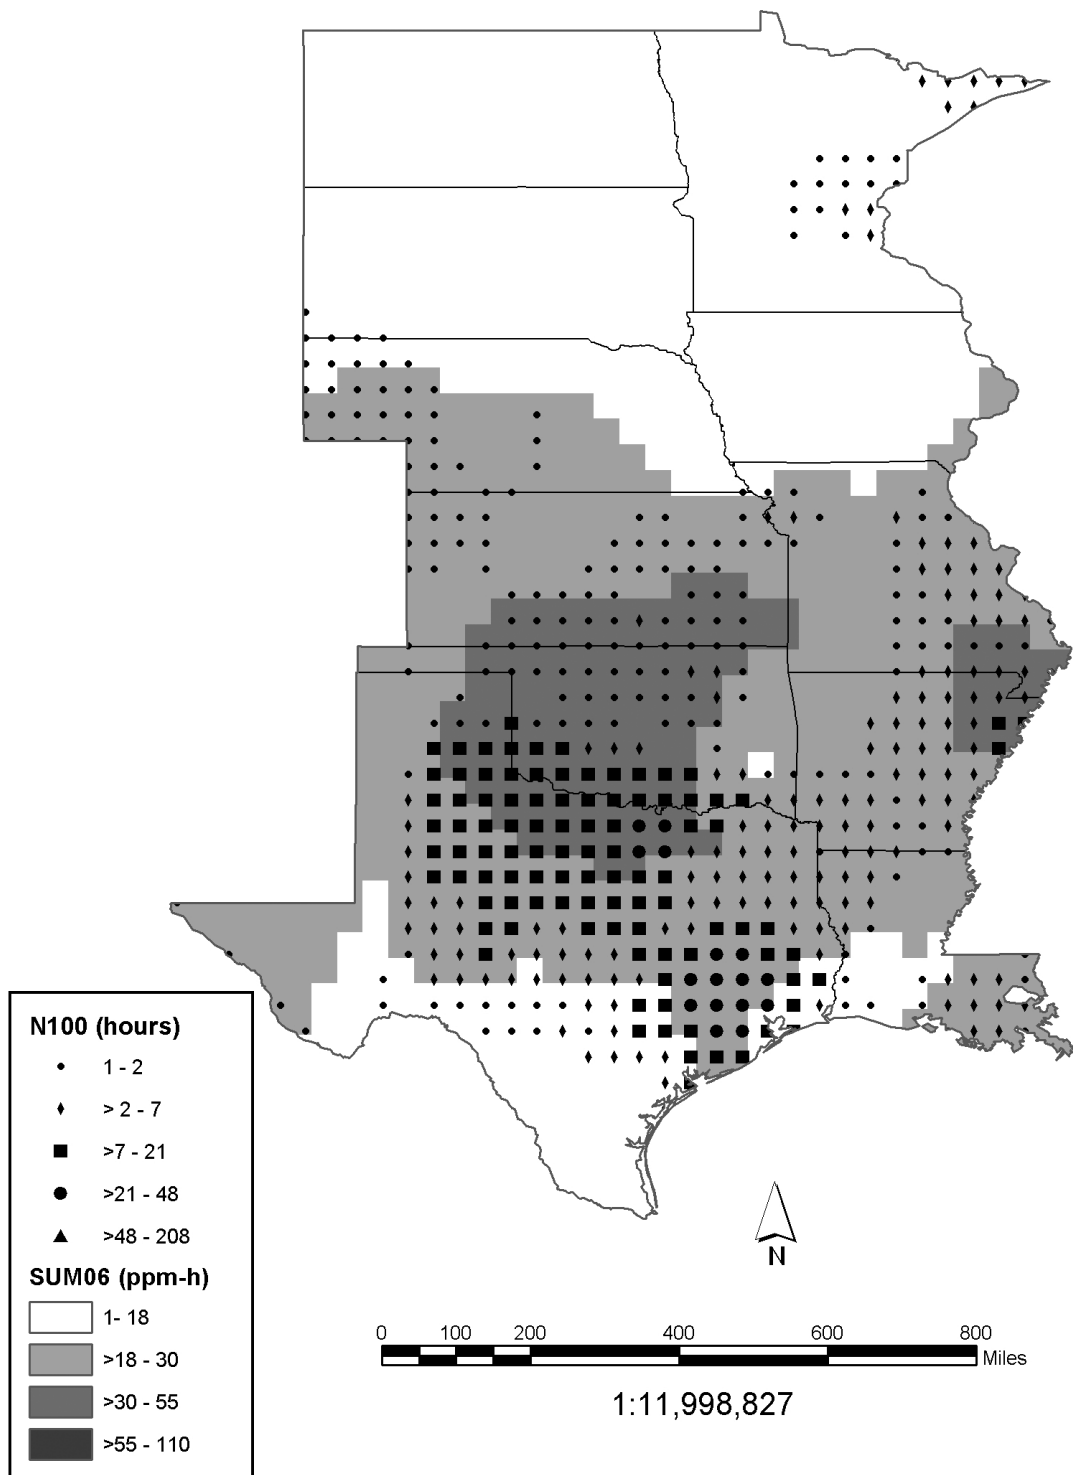 N100 (hours)
1 - 2
> 2 - 7
>7 - 21
>21 - 48
>48 - 208
SUM06 (ppm-h)
1- 18
>18 - 30
>30 - 55
>55 - 110
N
0 100 200 400 600 800
Miles
1:11,998,827